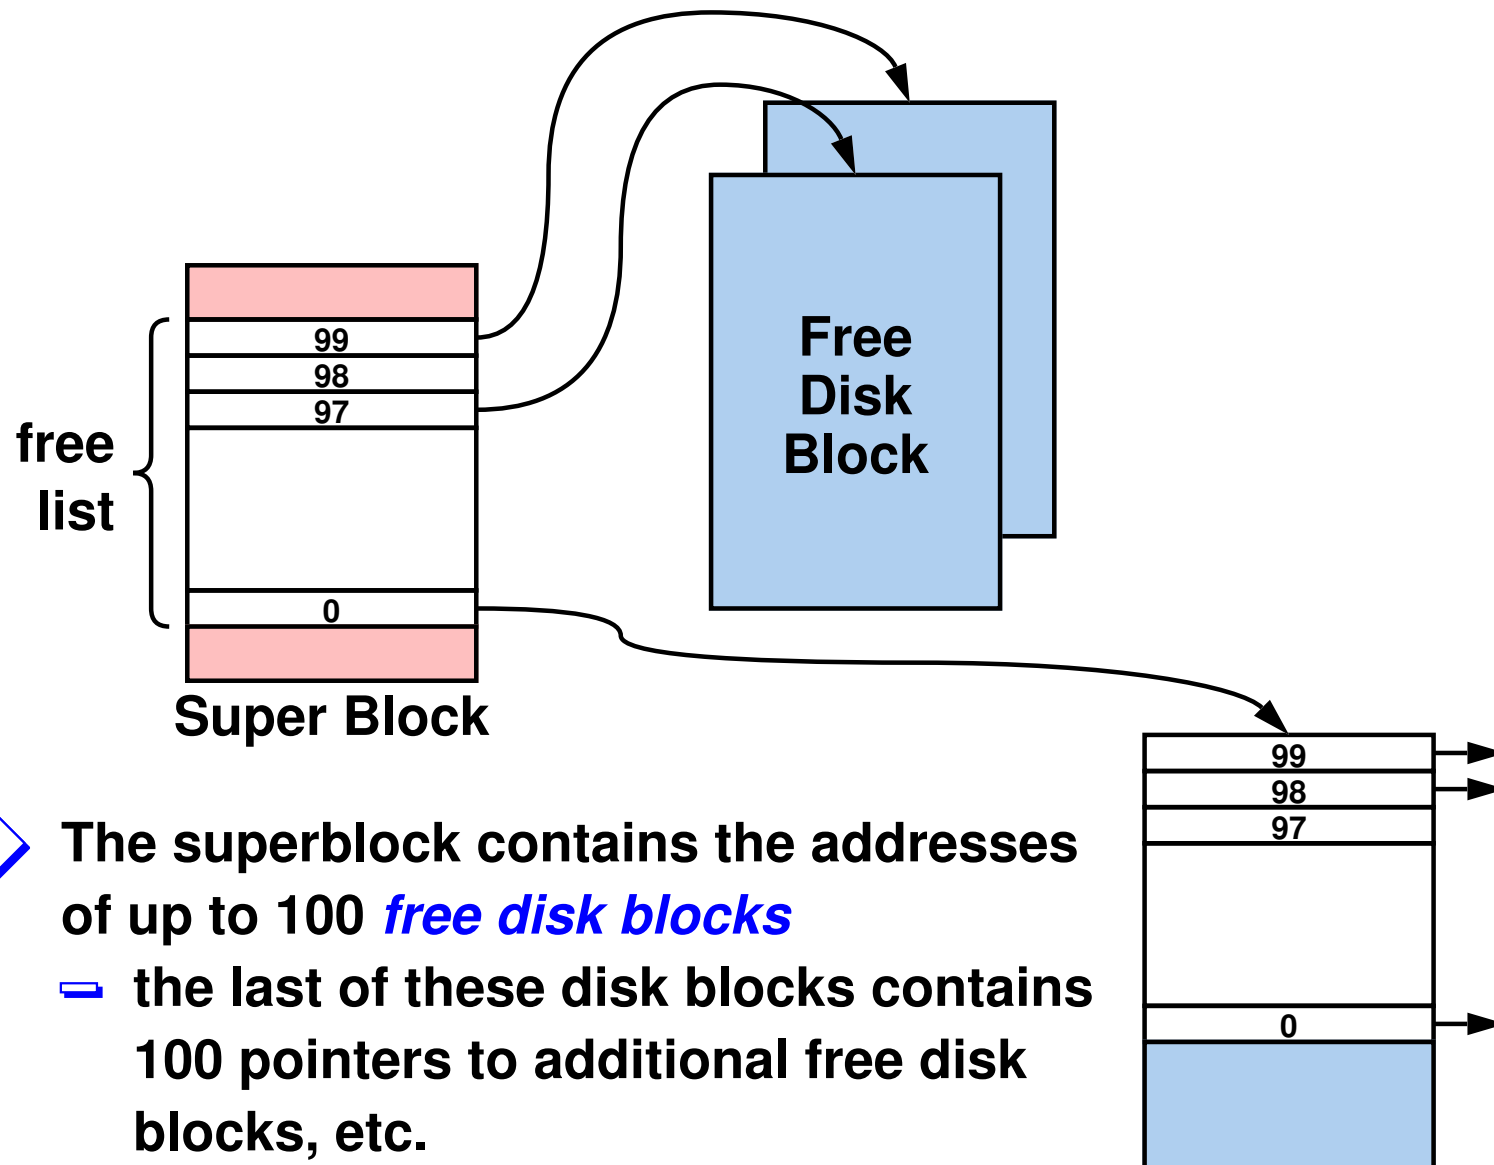 99
98
97
0
free
list
Super Block
Free
Disk
Block
99
98
97
0
The superblock contains the addresses
of up to 100 free disk blocks
the last of these disk blocks contains
100 pointers to additional free disk
blocks, etc.